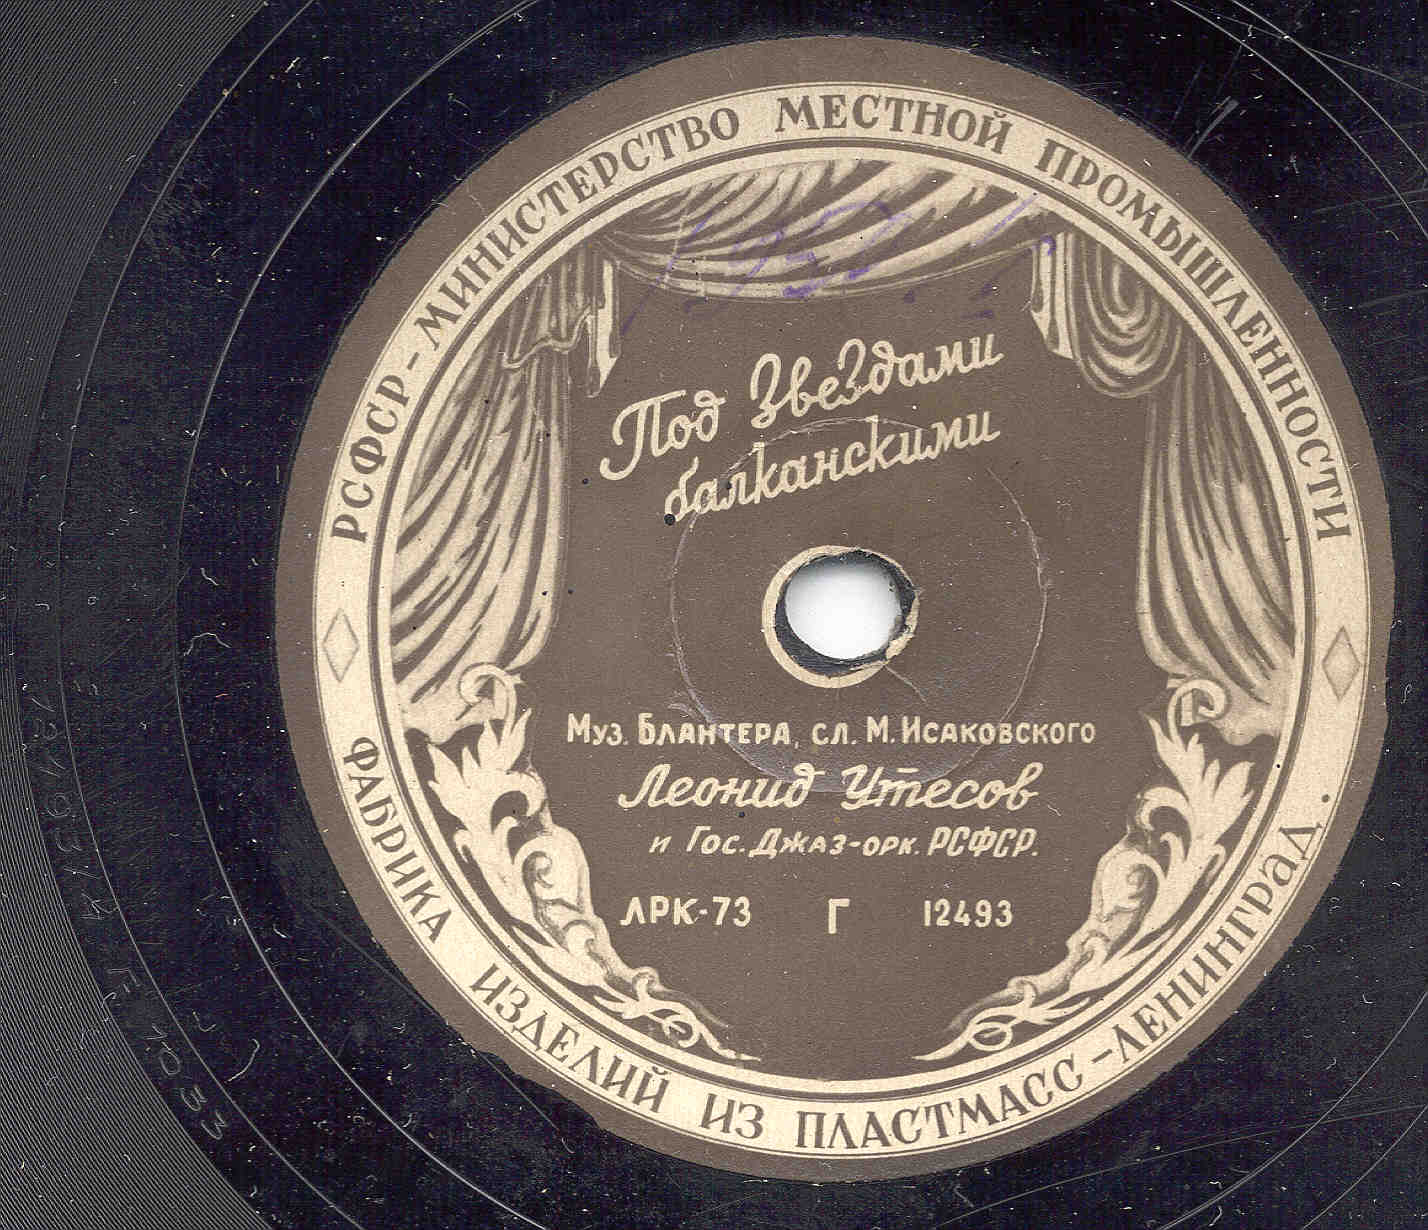 РСФСР-МИНИСТЕРСТВО МЕСТНОЙ ПРОМЫШЛЕННОСТИ
Под Звездами
балканскими
Муз. Блантера, сл. М. Исаковского
Леонид Утесов
и Гос. Джаз-орк. РСФСР.
ЛРК-73 Г 12493
ФАБРИКА ИЗДЕЛИЙ ИЗ ПЛАСТМАСС-ЛЕНИНГРАД